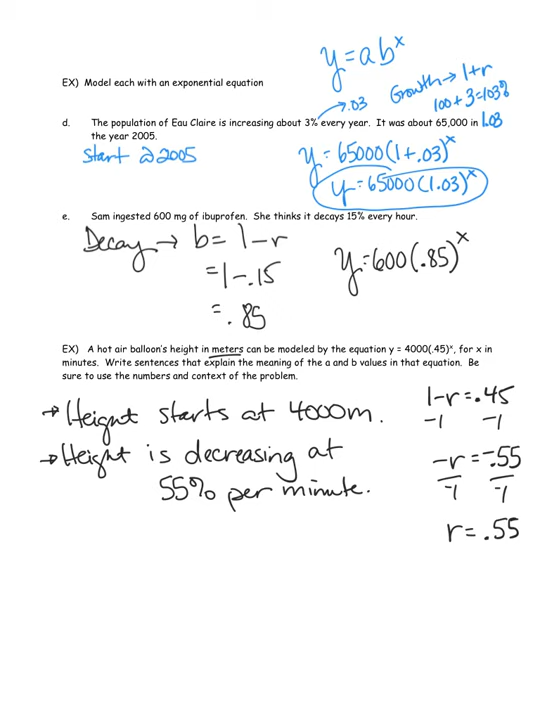 y = ab^x
EX) Model each with an exponential equation
Growth → 1+r
100 + 3 = 103%
1.03
.03
d. The population of Eau Claire is increasing about 3% every year. It was about 65,000 in
the year 2005.
Start @ 2005
y = 65000(1+.03)^x
y = 65000(1.03)^x
e. Sam ingested 600 mg of ibuprofen. She thinks it decays 15% every hour.
Decay → b = 1 - r
= 1 - .15
= .85
y = 600(.85)^x
EX) A hot air balloon's height in meters can be modeled by the equation y = 4000(.45)ˣ, for x in
minutes. Write sentences that explain the meaning of the a and b values in that equation. Be
sure to use the numbers and context of the problem.
→ Height starts at 4000m.
→ Height is decreasing at
55% per minute.
1-r = .45
-1 -1
-r = -.55
-1 -1
r = .55